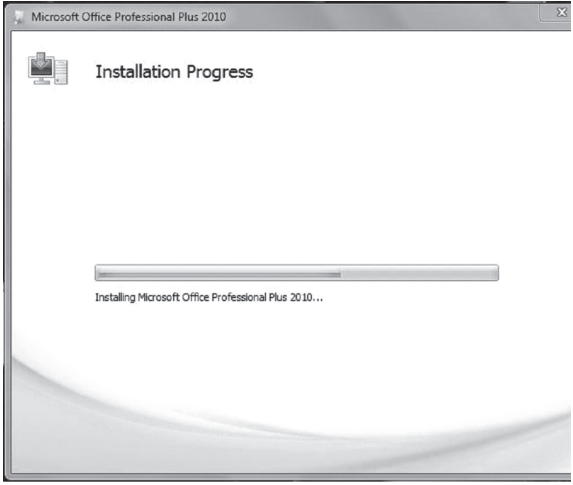 Microsoft Office Professional Plus 2010
Installation Progress
Installing Microsoft Office Professional Plus 2010...